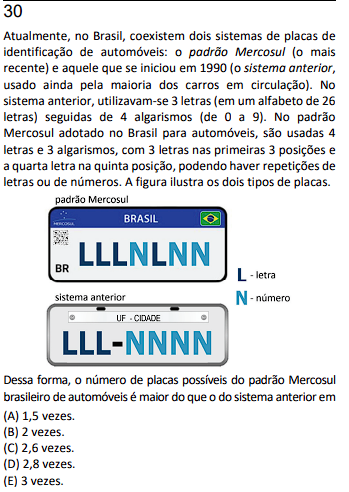 30
Atualmente, no Brasil, coexistem dois sistemas de placas de
identificação de automóveis: o padrão Mercosul (o mais
recente) e aquele que se iniciou em 1990 (o sistema anterior,
usado ainda pela maioria dos carros em circulação). No
sistema anterior, utilizavam-se 3 letras (em um alfabeto de 26
letras) seguidas de 4 algarismos (de 0 a 9). No padrão
Mercosul adotado no Brasil para automóveis, são usadas 4
letras e 3 algarismos, com 3 letras nas primeiras 3 posições e
a quarta letra na quinta posição, podendo haver repetições de
letras ou de números. A figura ilustra os dois tipos de placas.
padrão Mercosul
MERCOSUL
BRASIL
LLLNLNN
BR
L - letra
N - número
sistema anterior
UF - CIDADE
LLL-NNNN
Dessa forma, o número de placas possíveis do padrão Mercosul
brasileiro de automóveis é maior do que o do sistema anterior em
(A) 1,5 vezes.
(B) 2 vezes.
(C) 2,6 vezes.
(D) 2,8 vezes.
(E) 3 vezes.